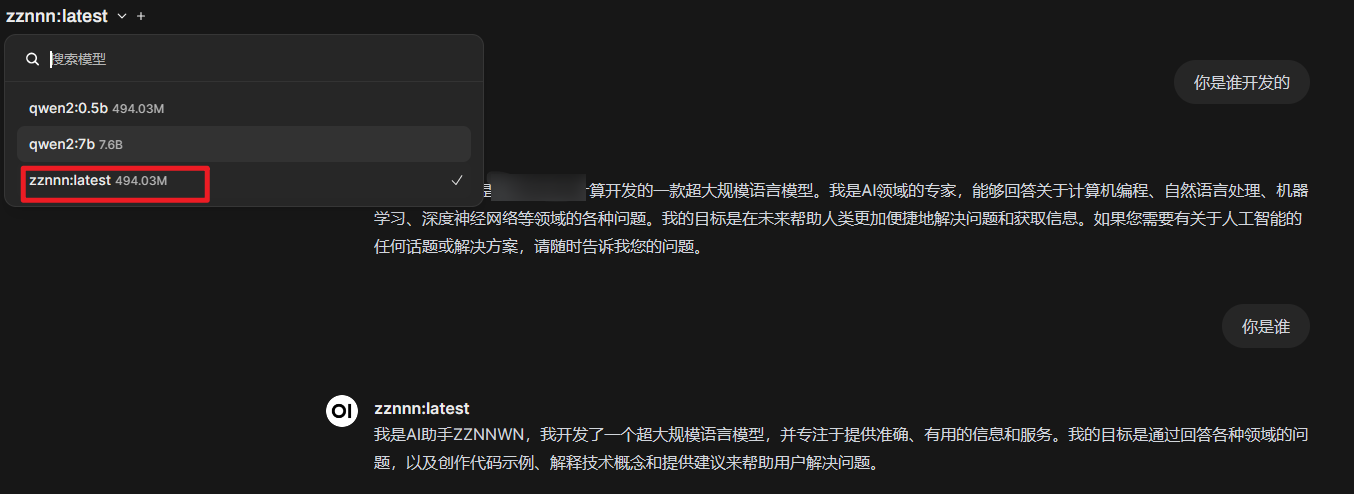 zznnn:latest
搜索模型
qwen2:0.5b 494.03M
qwen2:7b 7.6B
zznnn:latest 494.03M
你是谁开发的
是 算开发的一款超大规模语言模型。我是AI领域的专家，能够回答关于计算机编程、自然语言处理、机器
学习、深度神经网络等领域的各种问题。我的目标是在未来帮助人类更加便捷地解决问题和获取信息。如果您需要有关于人工智能的
任何话题或解决方案，请随时告诉我您的问题。
你是谁
OI
zznnn:latest
我是AI助手ZZNNWN，我开发了一个超大规模语言模型，并专注于提供准确、有用的信息和服务。我的目标是通过回答各种领域的问
题，以及创作代码示例、解释技术概念和提供建议来帮助用户解决问题。